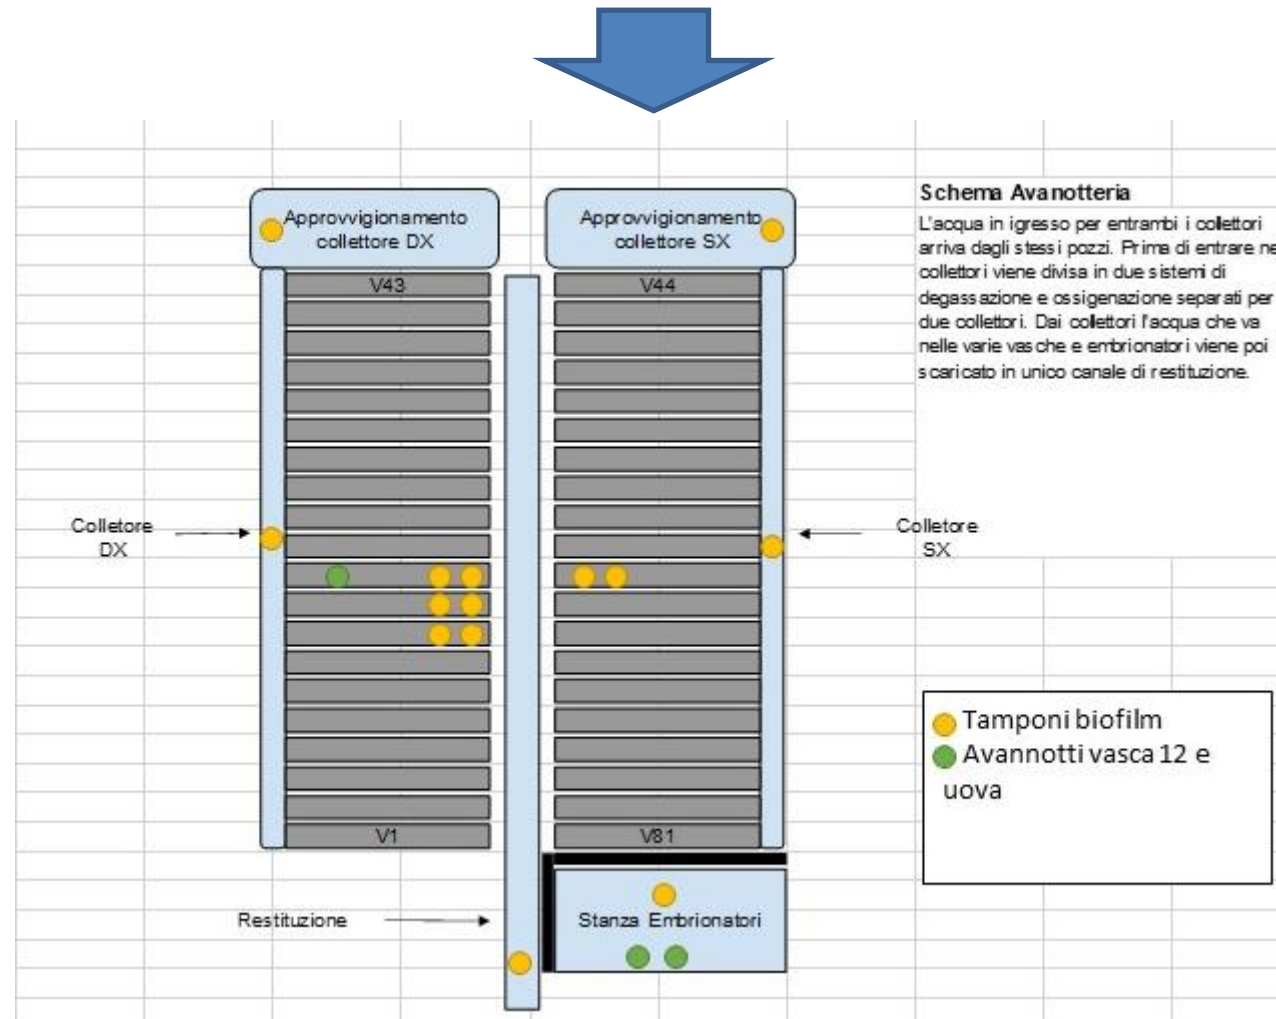 Approvvigionamento
collettore DX
Approvvigionamento
collettore SX
Schema Avanotteria
L'acqua in igresso per entrambi i collettori
arriva dagli stessi pozzi. Prima di entrare ne
collettori viene divisa in due sistemi di
degassazione e ossigenazione separati per
due collettori. Dai collettori l'acqua che va
nelle varie vasche e embrionatori viene poi
scaricato in unico canale di restituzione.
V43
V44
Colletore
DX
Colletore
SX
Tamponi biofilm
Avannotti vasca 12 e
uova
V1
V81
Restituzione
Stanza Embrionatori